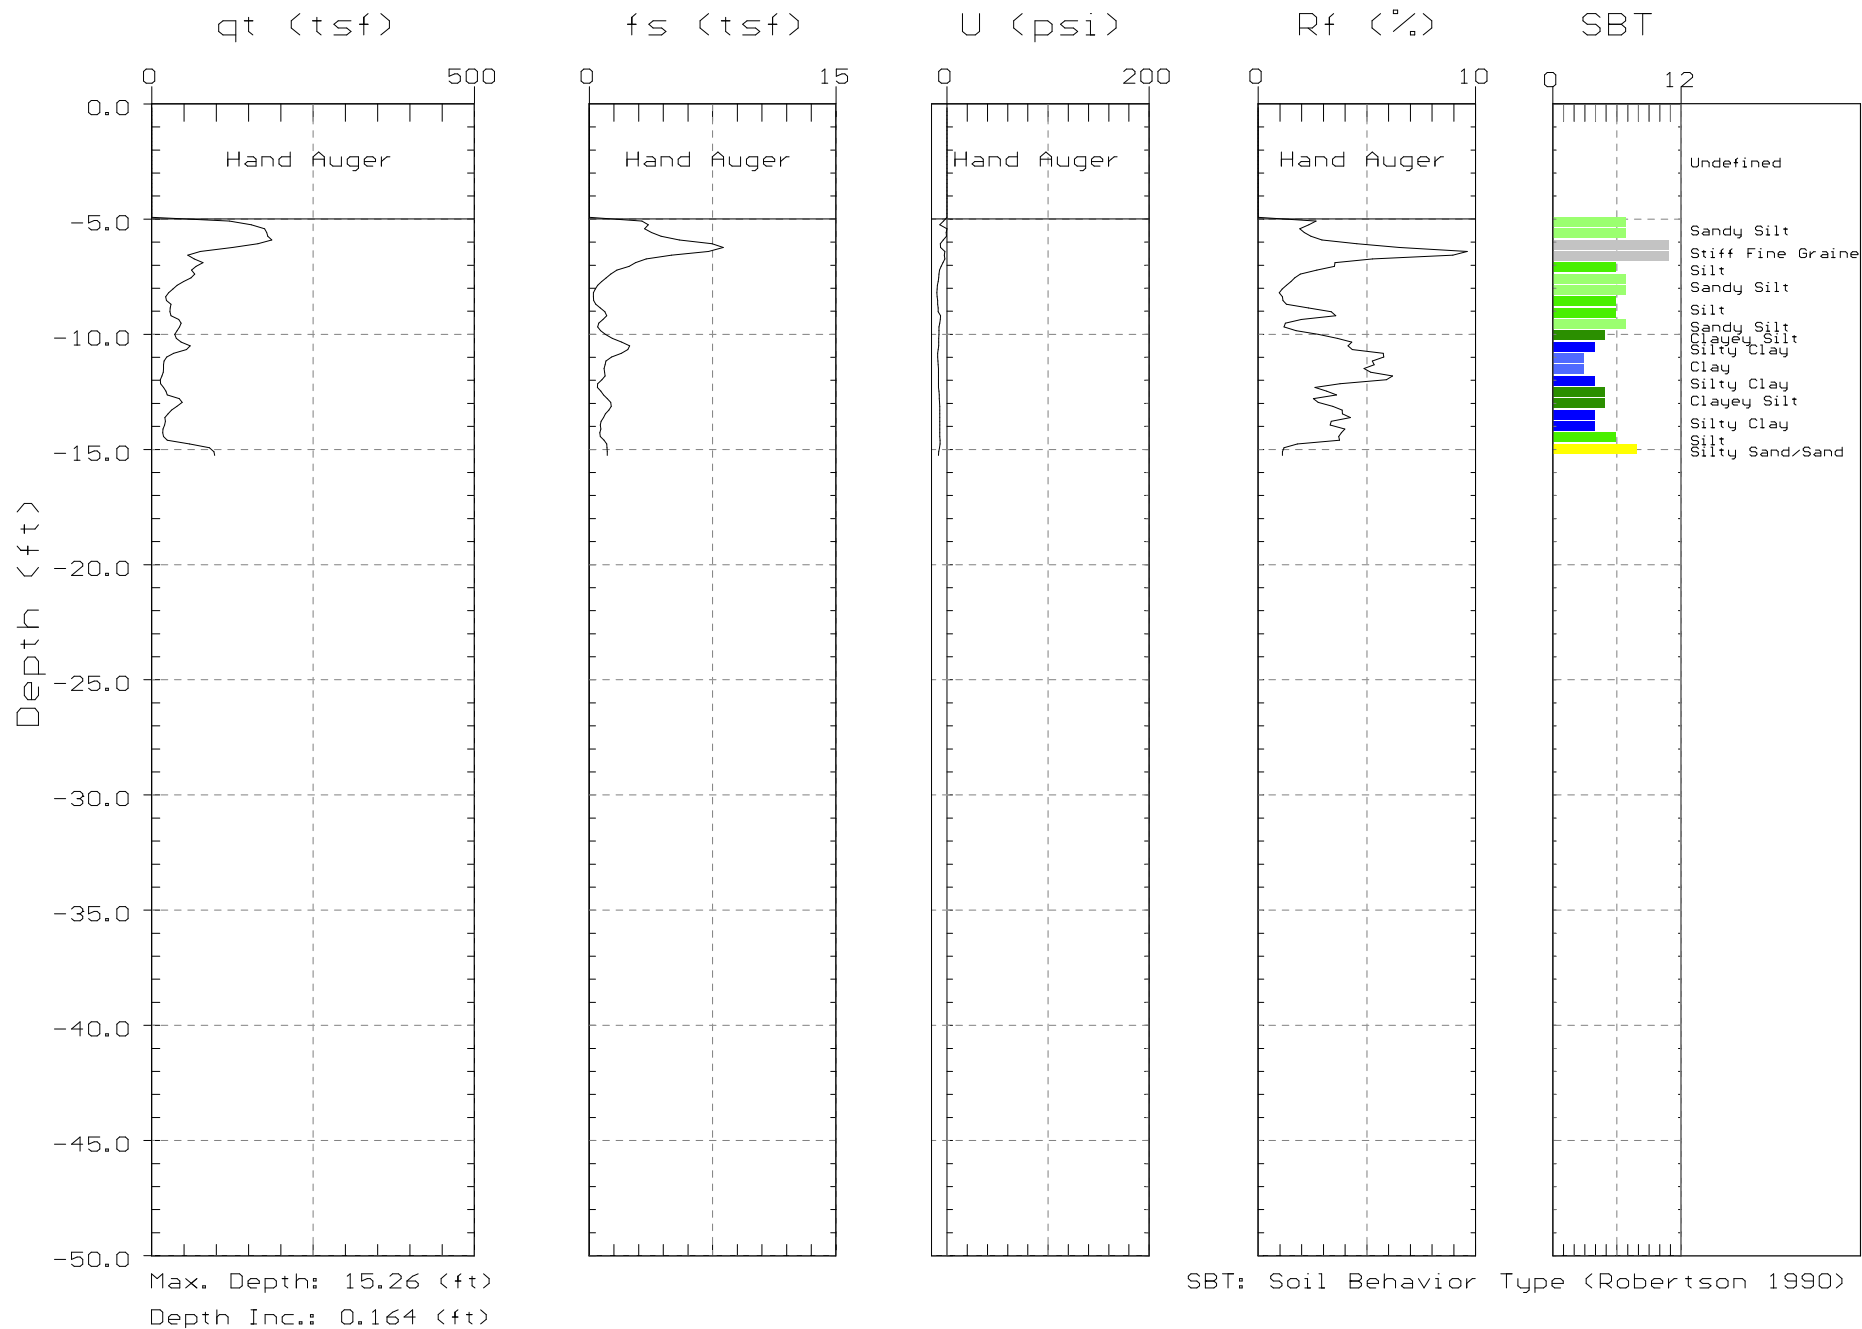 qt (tsf) fs (tsf) U (psi) Rf (%) SBT
0 500 0 15 0 200 0 10 0 12
0.0
Hand Auger Hand Auger Hand Auger Hand Auger
Undefined
-5.0
Sandy Silt
Stiff Fine Graine
Silt
Sandy Silt
Silt
Sandy Silt
-10.0
Clayey Silt
Silty Clay
Clay
Silty Clay
Clayey Silt
Silty Clay
Silt
-15.0
Silty Sand/Sand
Depth (ft)
-20.0
-25.0
-30.0
-35.0
-40.0
-45.0
-50.0
Max. Depth: 15.26 (ft) SBT: Soil Behavior Type (Robertson 1990)
Depth Inc.: 0.164 (ft)